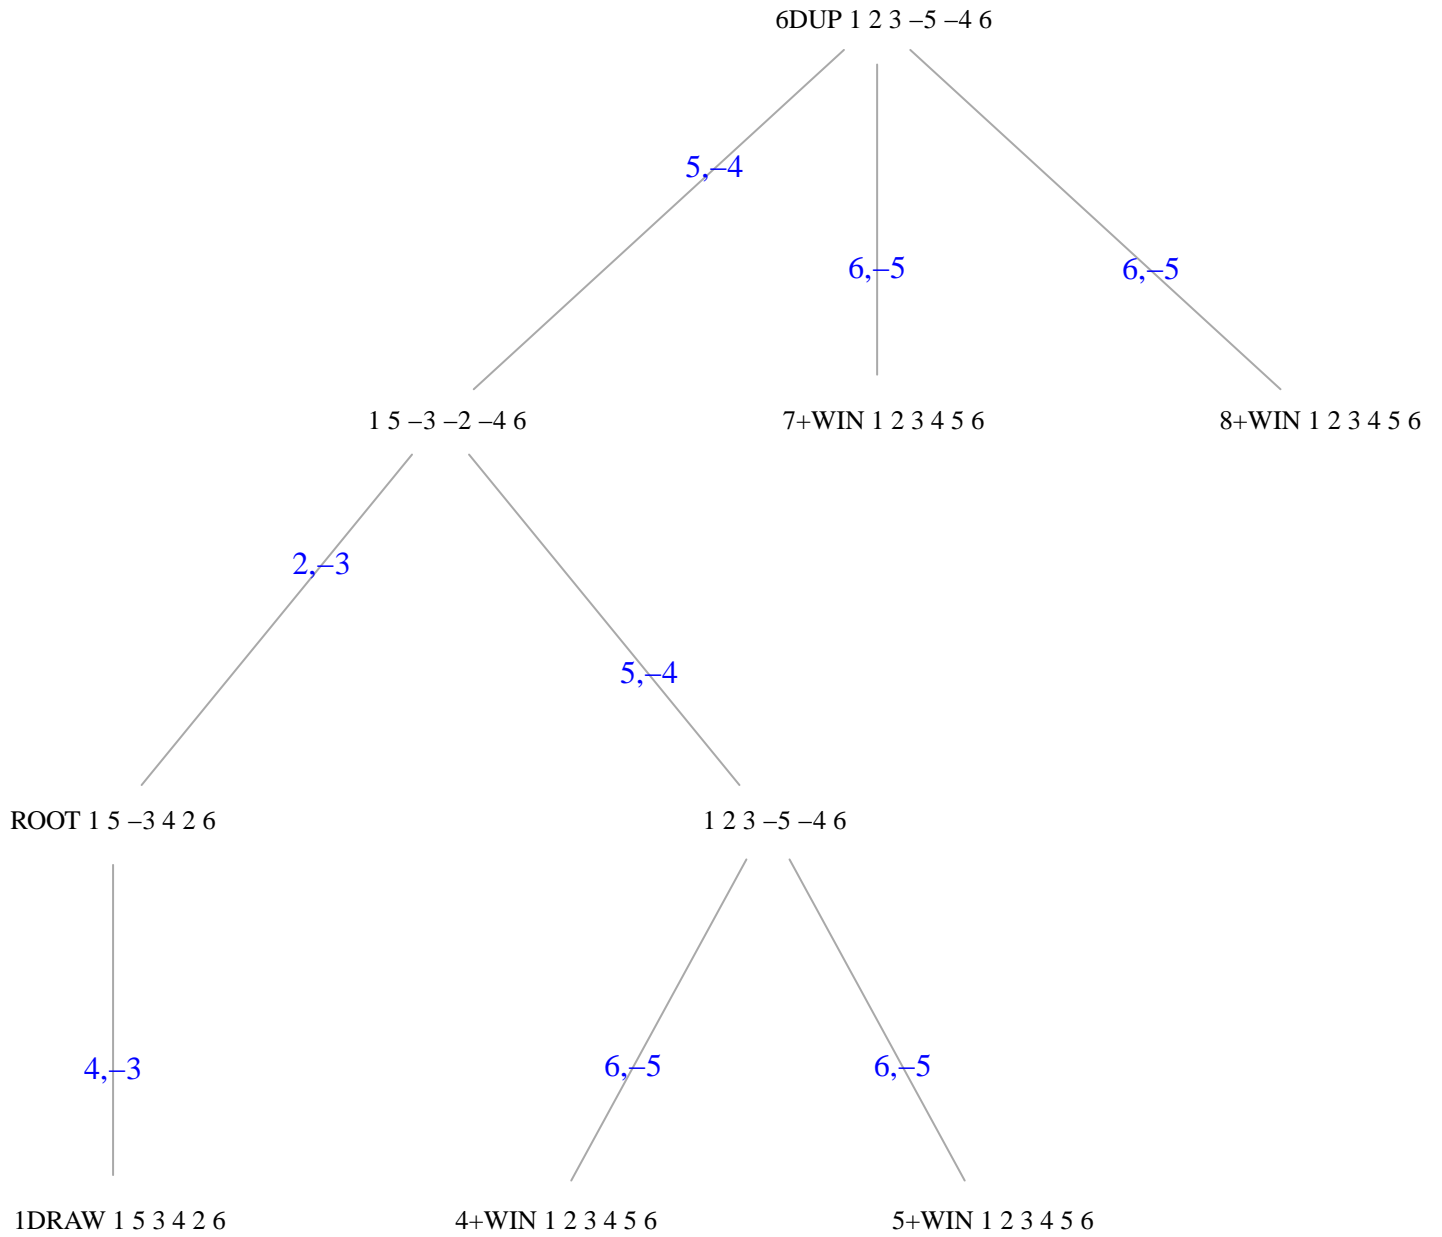 6DUP 1 2 3 –5 –4 6
5,–4
6,–5
6,–5
1 5 –3 –2 –4 6
7+WIN 1 2 3 4 5 6
8+WIN 1 2 3 4 5 6
2,–3
5,–4
ROOT 1 5 –3 4 2 6
1 2 3 –5 –4 6
4,–3
6,–5
6,–5
1DRAW 1 5 3 4 2 6
4+WIN 1 2 3 4 5 6
5+WIN 1 2 3 4 5 6